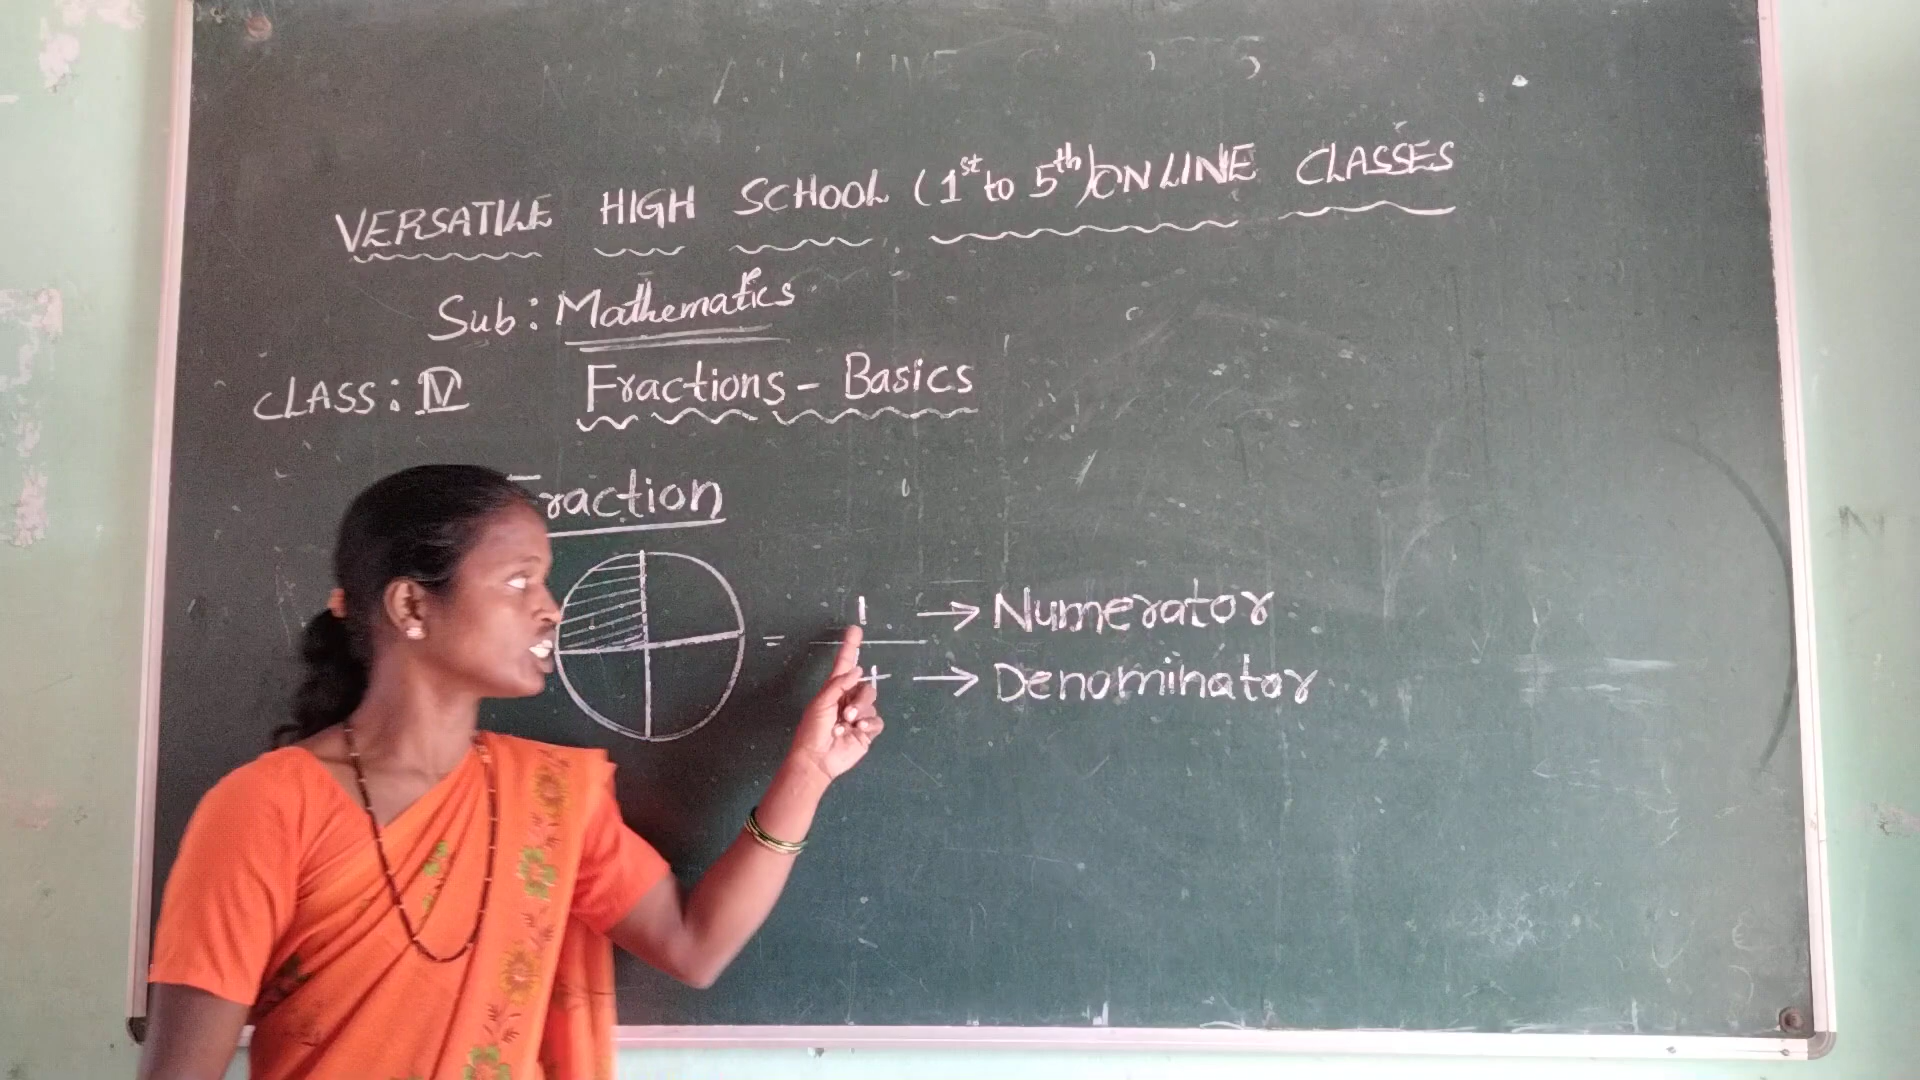 VERSATILE HIGH SCHOOL (1st to 5th) ONLINE CLASSES
Sub: Mathematics
CLASS: IV Fractions - Basics
Fraction
= 1 → Numerator
4 → Denominator